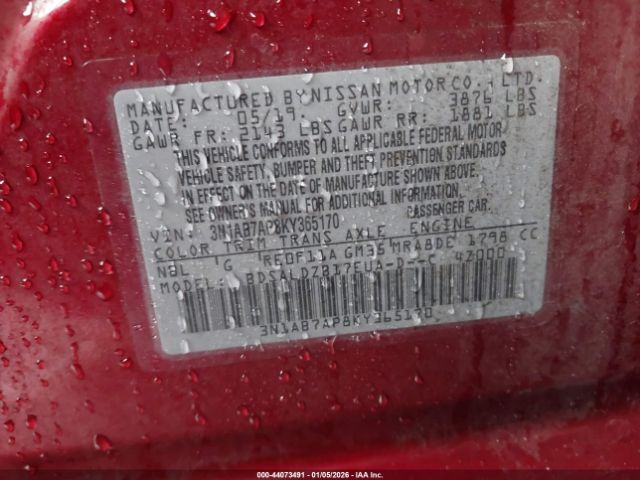 MANUFACTURED BY NISSAN MOTOR CO., LTD.
DATE: 05/19. GVWR: 3876 LBS
GAWR FR: 2143 LBS GAWR RR: 1881 LBS
THIS VEHICLE CONFORMS TO ALL APPLICABLE FEDERAL MOTOR
VEHICLE SAFETY, BUMPER AND THEFT PREVENTION STANDARDS
IN EFFECT ON THE DATE OF MANUFACTURE SHOWN ABOVE.
SEE OWNER'S MANUAL FOR ADDITIONAL INFORMATION.
VIN: 3N1AB7AP8KY365170 PASSENGER CAR.
COLOR TRIM TRANS AXLE ENGINE
NBL G RE0F11A GM35 MRA8DE 1798 CC
MODEL: BDSALDZB17EUA-D-C 4Z000
3N1AB7AP8KY365170
000-44073491 - 01/05/2026 - IAA, Inc.